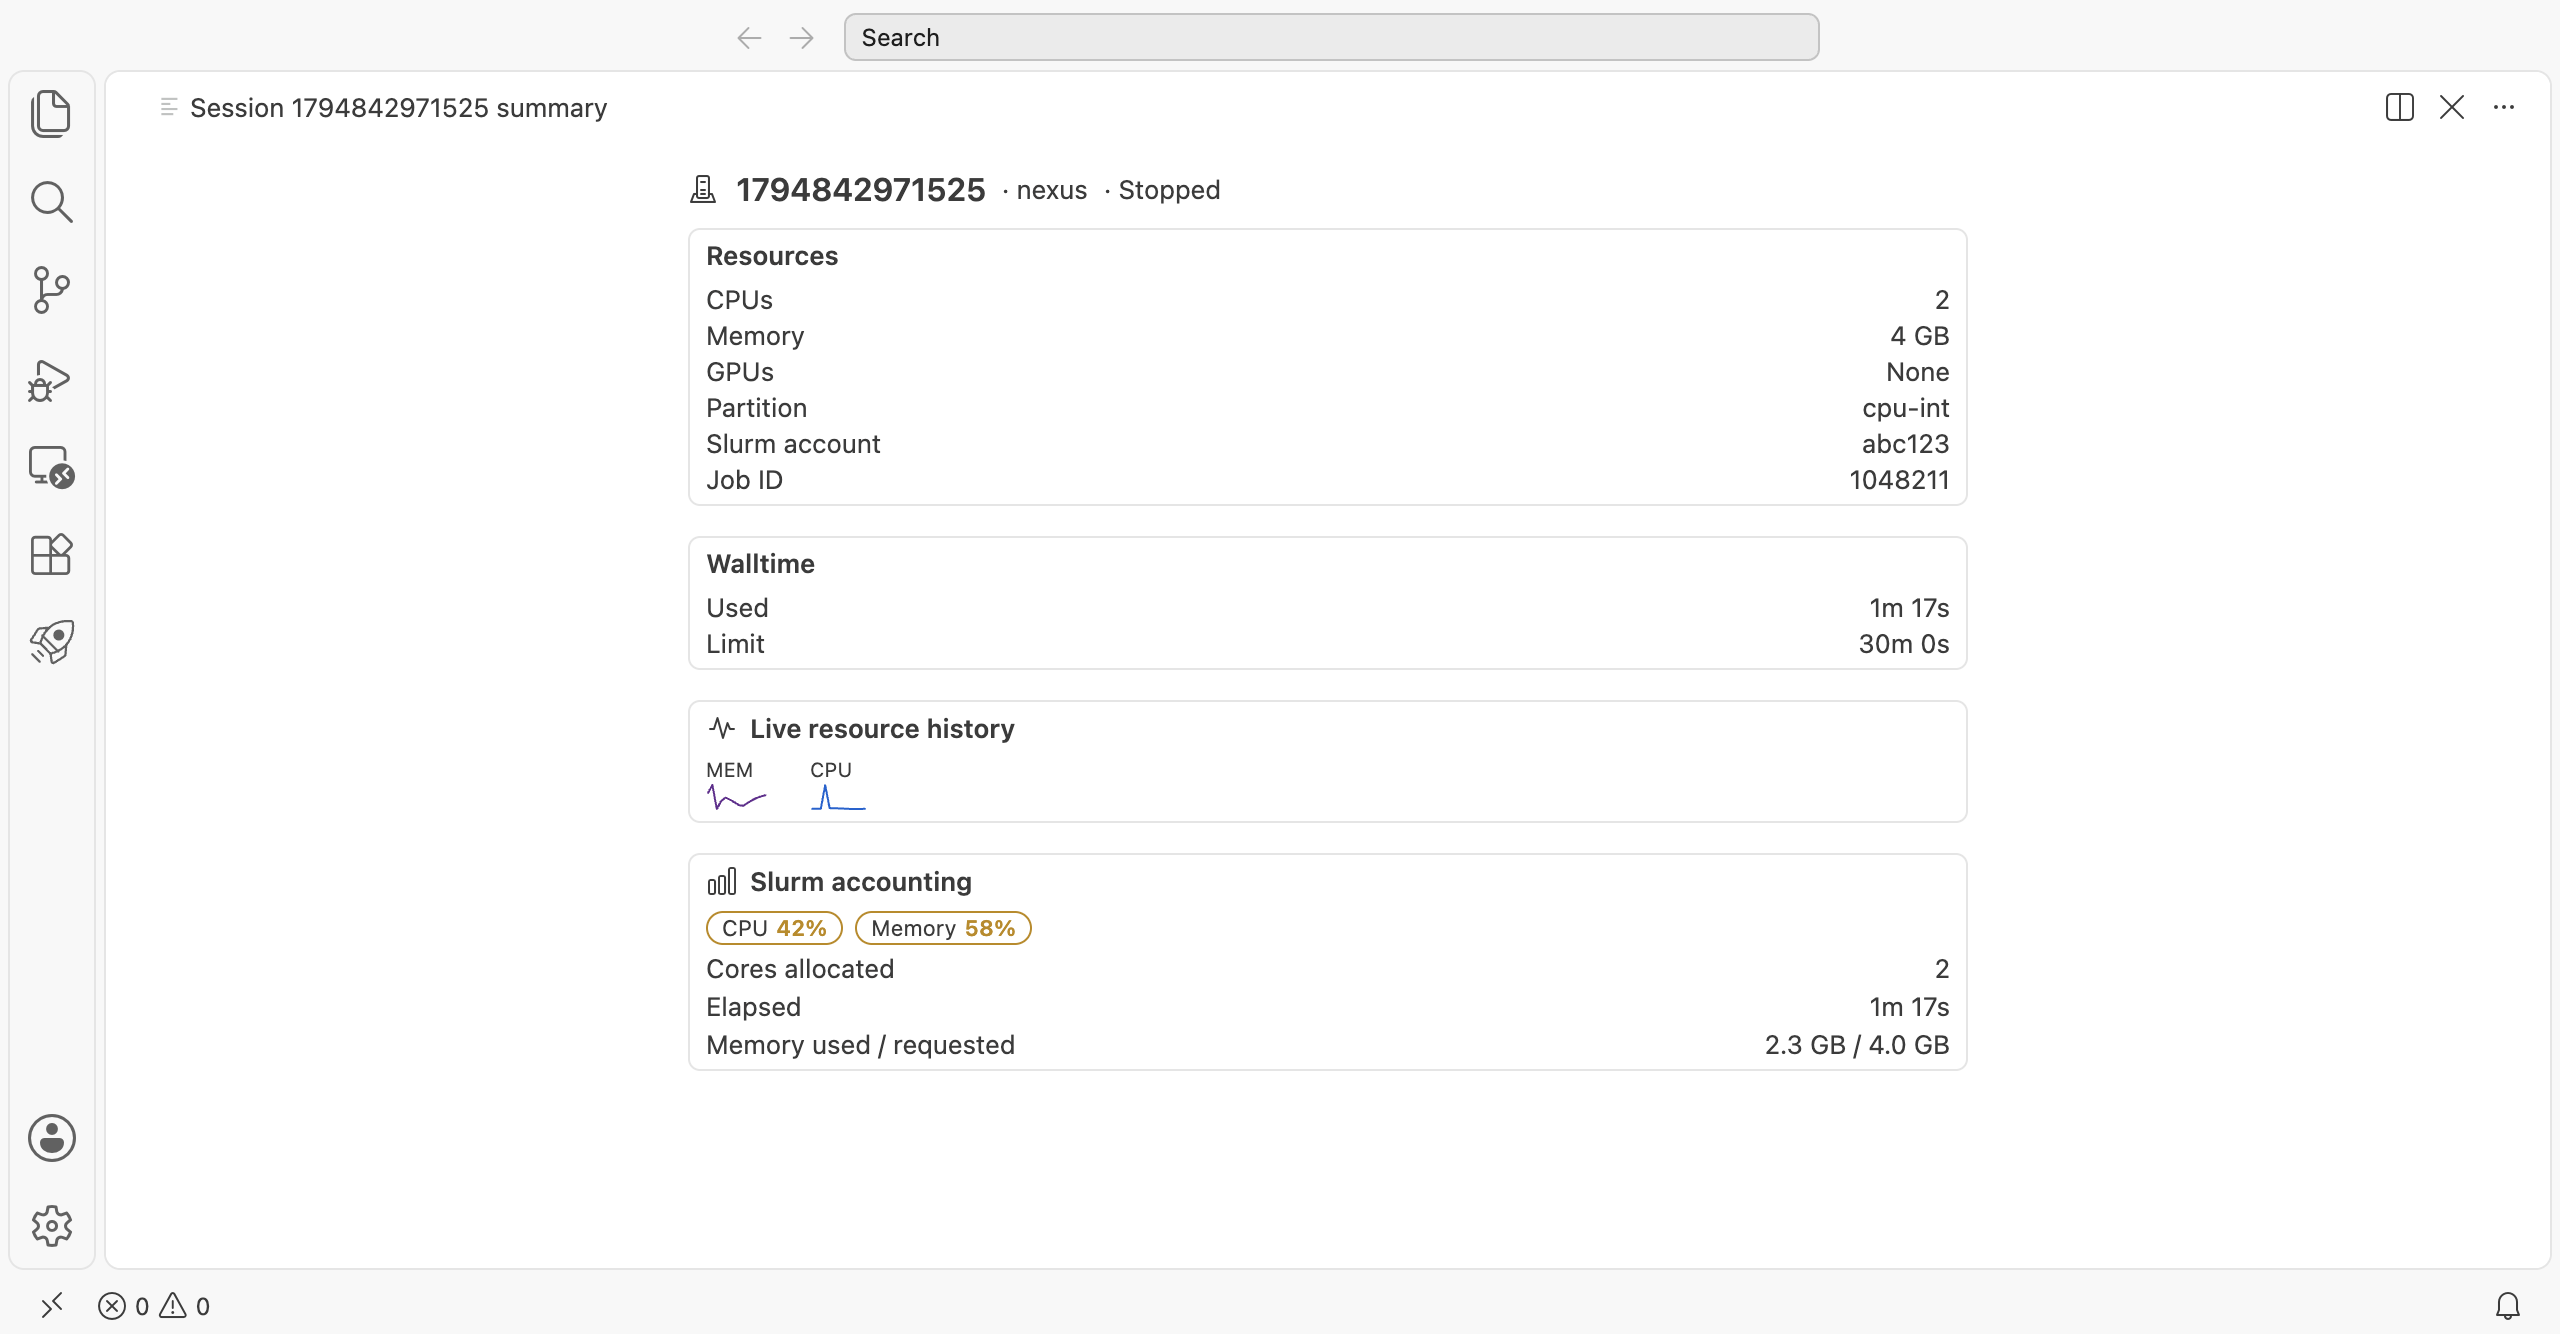 Search
Session 1794842971525 summary
1794842971525 · nexus · Stopped
Resources
CPUs 2
Memory 4 GB
GPUs None
Partition cpu-int
Slurm account abc123
Job ID 1048211
Walltime
Used 1m 17s
Limit 30m 0s
Live resource history
MEM CPU
Slurm accounting
CPU 42% Memory 58%
Cores allocated 2
Elapsed 1m 17s
Memory used / requested 2.3 GB / 4.0 GB
0 0